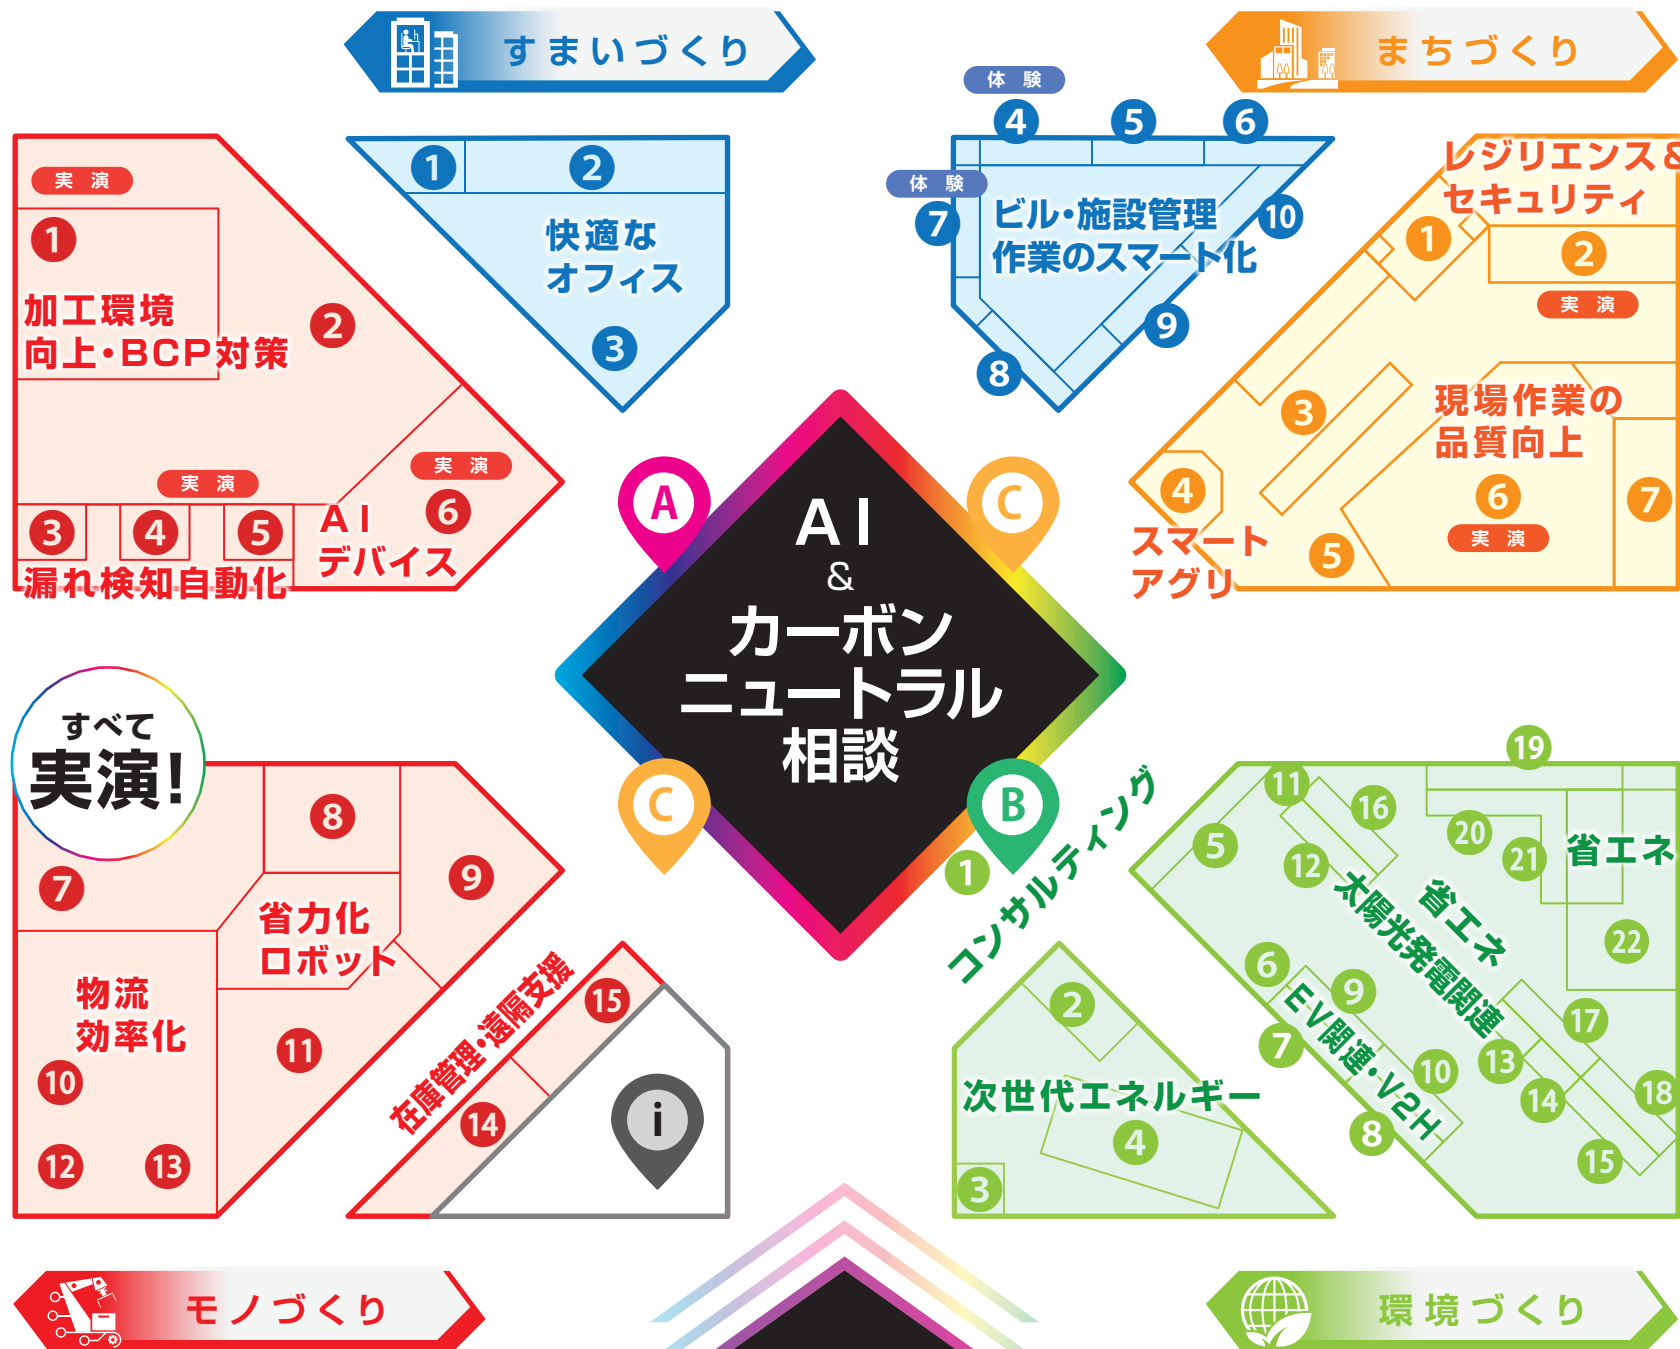 すまいづくり
まちづくり
体験
4
5
6
体験
7
ビル・施設管理
作業のスマート化
10
9
8
1
2
快適な
オフィス
3
実演
1
加工環境
向上・BCP対策
2
実演
3
4
5
漏れ検知自動化
実演
6
AI
デバイス
レジリエンス&
セキュリティ
1
2
実演
3
現場作業の
品質向上
6
実演
7
4
スマート
アグリ
5
A
C
AI
&
カーボン
ニュートラル
相談
C
B
すべて
実演!
7
8
9
省力化
ロボット
物流
効率化
10
11
12
13
在庫管理・遠隔支援
14
15
i
1
コンサルティング
2
次世代エネルギー
3
4
5
11
16
12
19
20
21
省エネ
22
省エネ
太陽光発電関連
6
9
7
EV関連・V2H
10
8
13
17
14
18
15
モノづくり
環境づくり